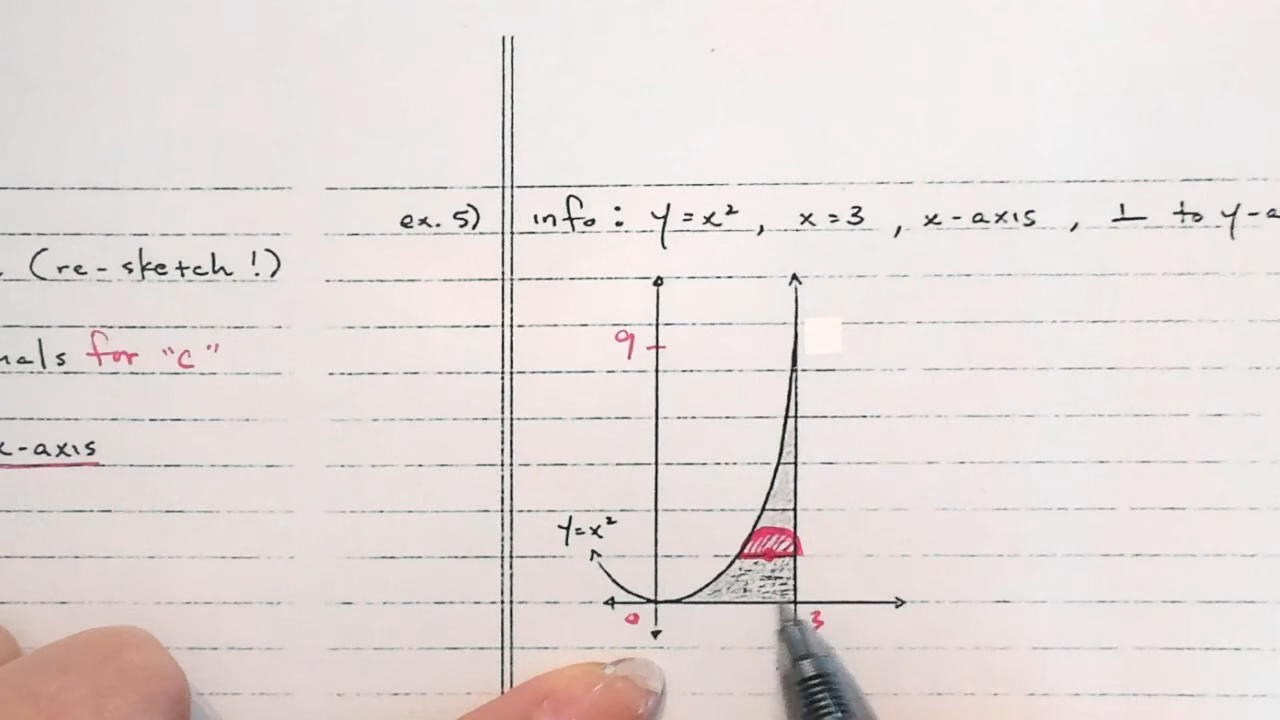 ex. 5) info: y = x², x = 3, x-axis, ⊥ to y-a
. (re-sketch!)
9
nals for "c"
x-axis
y=x²
0 3